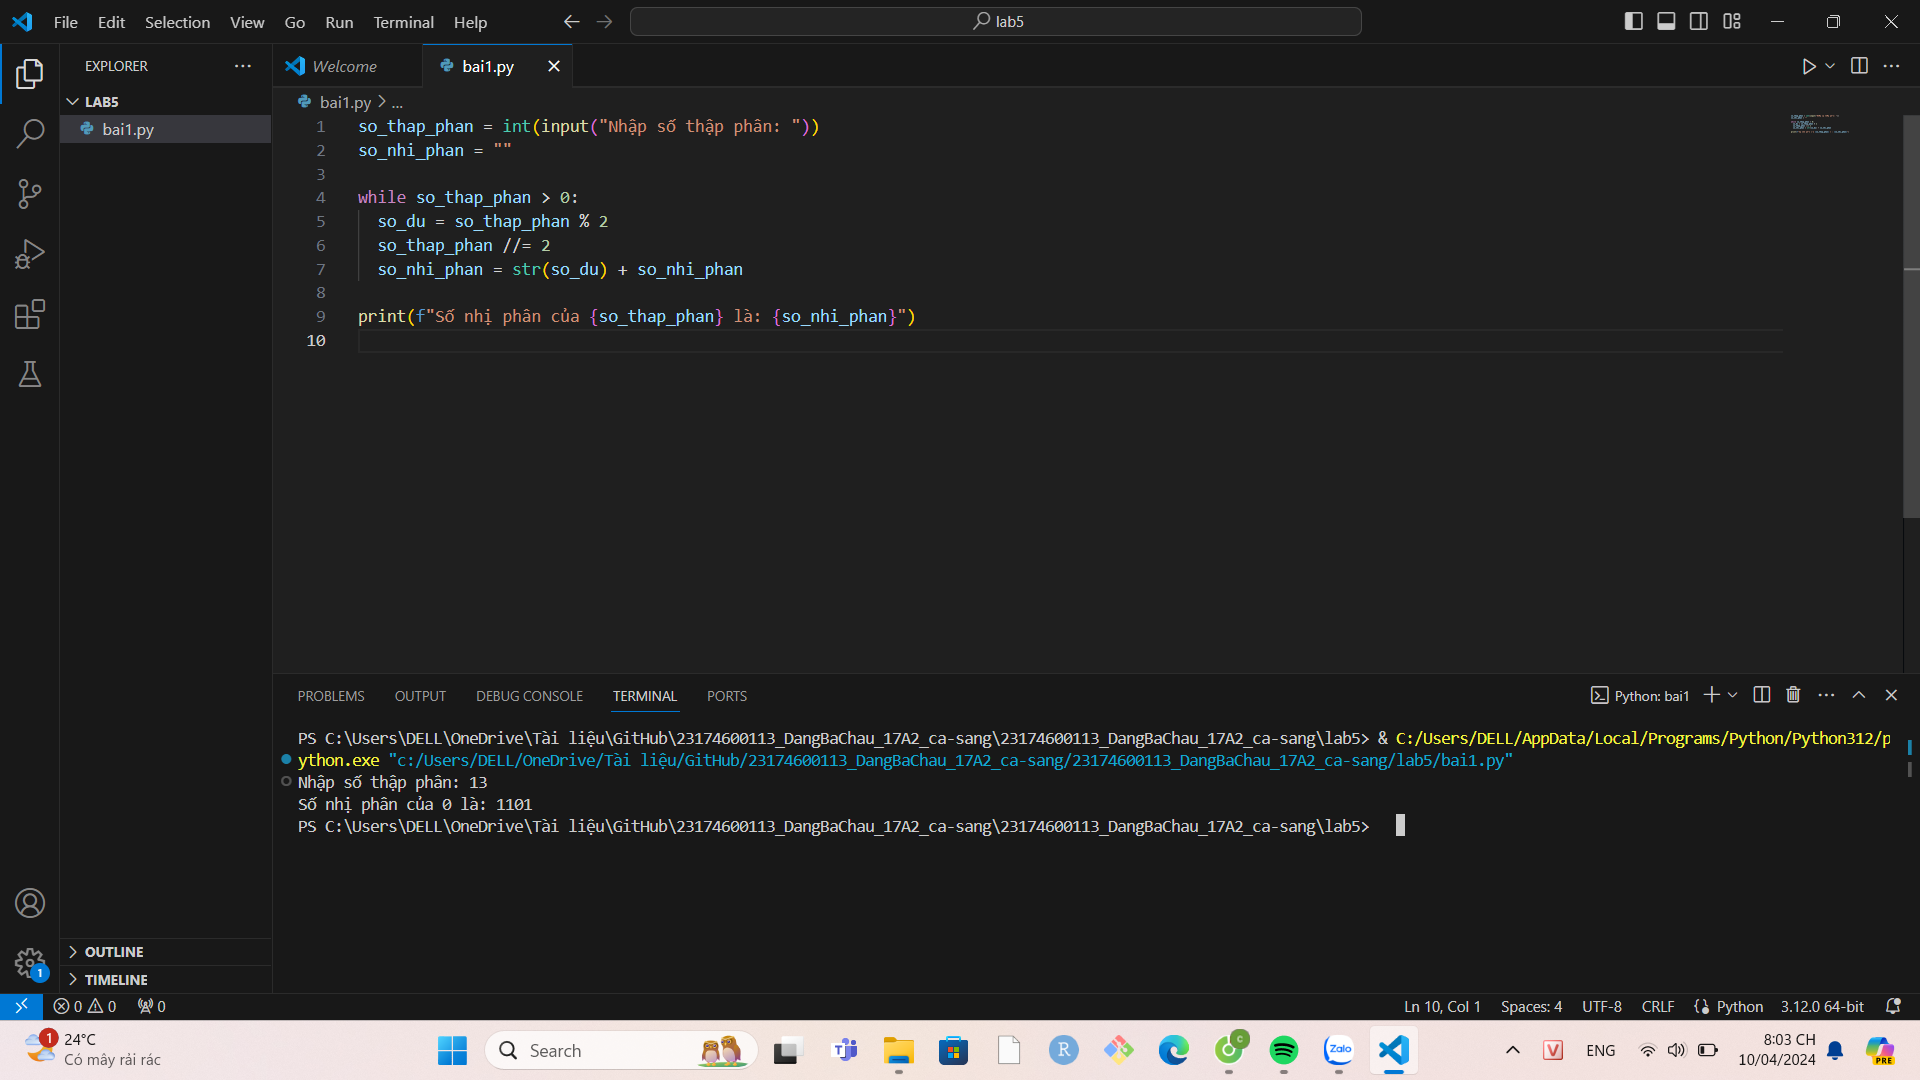 File Edit Selection View Go Run Terminal Help
lab5
EXPLORER
LAB5
bai1.py
Welcome
bai1.py
bai1.py > ...
1 so_thap_phan = int(input("Nhập số thập phân: "))
2 so_nhi_phan = ""
3
4 while so_thap_phan > 0:
5 so_du = so_thap_phan % 2
6 so_thap_phan //= 2
7 so_nhi_phan = str(so_du) + so_nhi_phan
8
9 print(f"Số nhị phân của {so_thap_phan} là: {so_nhi_phan}")
10
PROBLEMS OUTPUT DEBUG CONSOLE TERMINAL PORTS
Python: bai1
PS C:\Users\DELL\OneDrive\Tài liệu\GitHub\23174600113_DangBaChau_17A2_ca-sang\23174600113_DangBaChau_17A2_ca-sang\lab5> & C:/Users/DELL/AppData/Local/Programs/Python/Python312/p
ython.exe "c:/Users/DELL/OneDrive/Tài liệu/GitHub/23174600113_DangBaChau_17A2_ca-sang/23174600113_DangBaChau_17A2_ca-sang/lab5/bai1.py"
Nhập số thập phân: 13
Số nhị phân của 0 là: 1101
PS C:\Users\DELL\OneDrive\Tài liệu\GitHub\23174600113_DangBaChau_17A2_ca-sang\23174600113_DangBaChau_17A2_ca-sang\lab5>
OUTLINE
TIMELINE
1
0 0 0
Ln 10, Col 1 Spaces: 4 UTF-8 CRLF Python 3.12.0 64-bit
1
24°C
Có mây rải rác
Search
R
C
Zalo
V
ENG
8:03 CH
10/04/2024
PRE